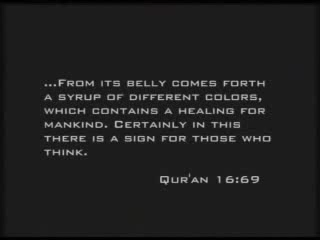 ...From its belly comes forth
a syrup of different colors,
which contains a healing for
mankind. Certainly in this
there is a sign for those who
think.
Qur'an 16:69